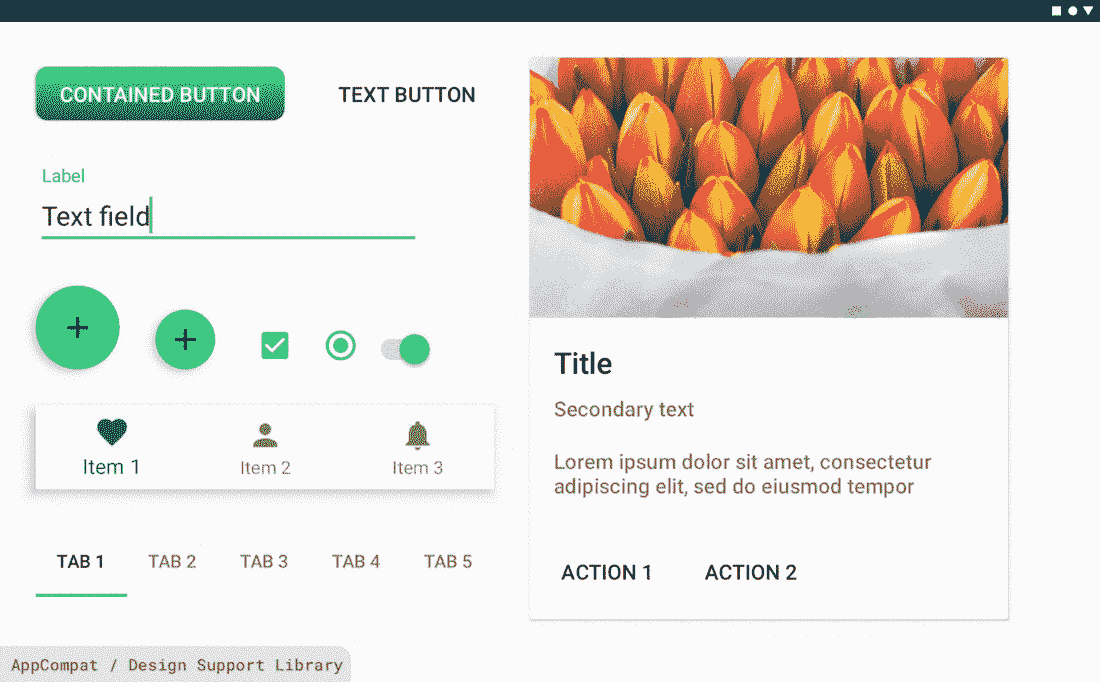 CONTAINED BUTTON
TEXT BUTTON
Label
Text field
Item 1
Item 2
Item 3
TAB 1
TAB 2
TAB 3
TAB 4
TAB 5
Title
Secondary text
Lorem ipsum dolor sit amet, consectetur
adipiscing elit, sed do eiusmod tempor
ACTION 1
ACTION 2
AppCompat / Design Support Library